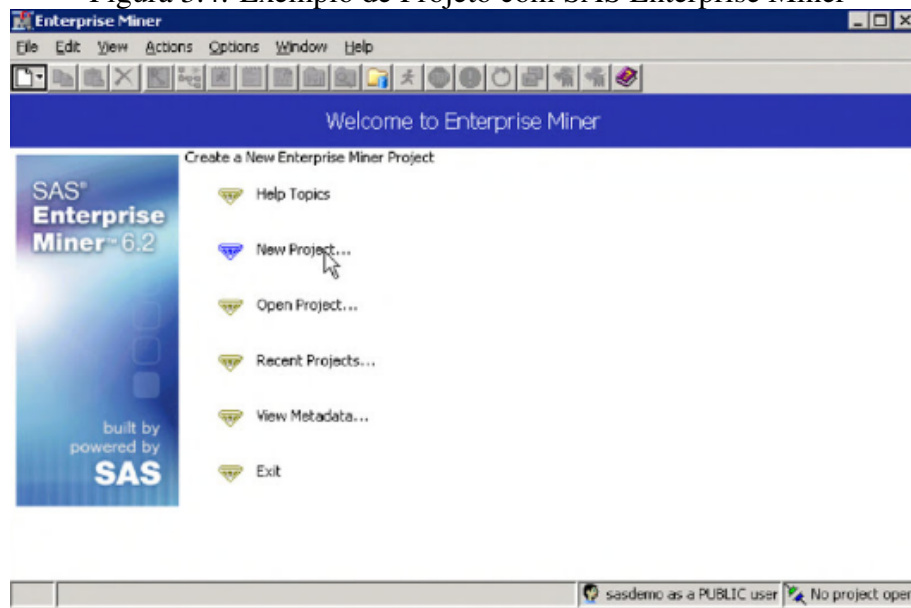 Figura 3.4: Exemplo de Projeto com SAS Enterprise Miner
Enterprise Miner
File Edit View Actions Options Window Help
Welcome to Enterprise Miner
Create a New Enterprise Miner Project
SAS®
Enterprise
Miner™ 6.2
Help Topics
New Project...
Open Project...
Recent Projects...
View Metadata...
Exit
built by
powered by
SAS
sasdemo as a PUBLIC user
No project open